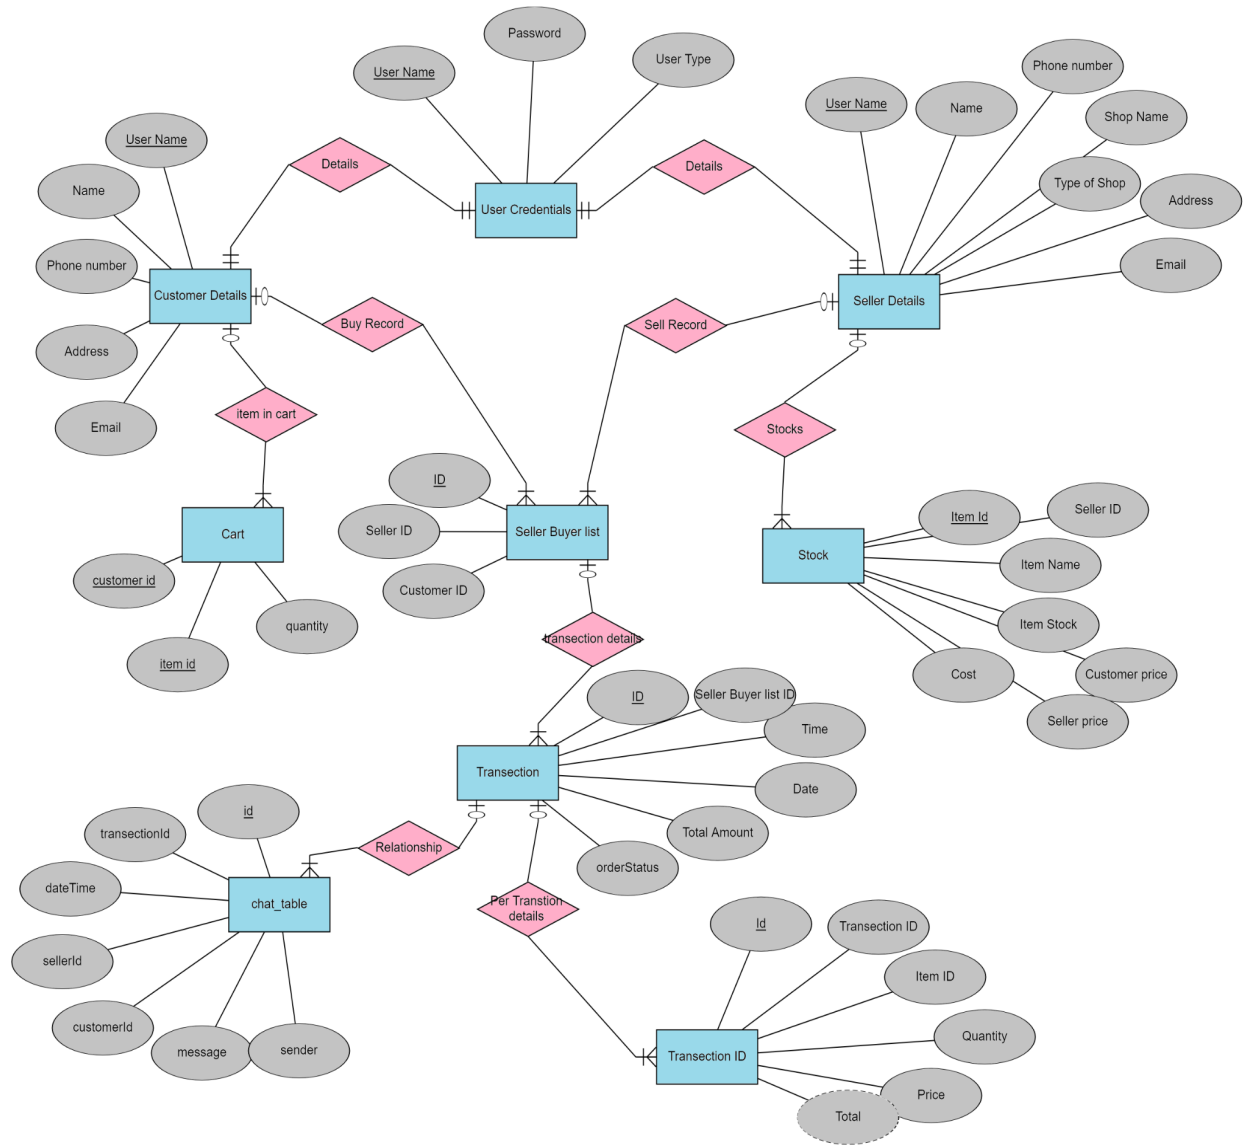 Password
User Name
User Type
Phone number
User Name
Name
Shop Name
User Name
Details
Details
Type of Shop
Name
User Credentials
Address
Phone number
Email
Customer Details
Seller Details
Buy Record
Sell Record
Address
item in cart
Email
Stocks
ID
Item Id
Seller ID
Seller ID
Seller Buyer list
Cart
Stock
Item Name
customer id
Customer ID
quantity
Item Stock
transection details
item id
Cost
Customer price
ID
Seller Buyer list ID
Seller price
Time
Transection
Date
id
transectionId
Total Amount
Relationship
orderStatus
dateTime
chat_table
Per Transtion
details
Id
Transection ID
sellerId
Item ID
customerId
Quantity
message
sender
Transection ID
Price
Total